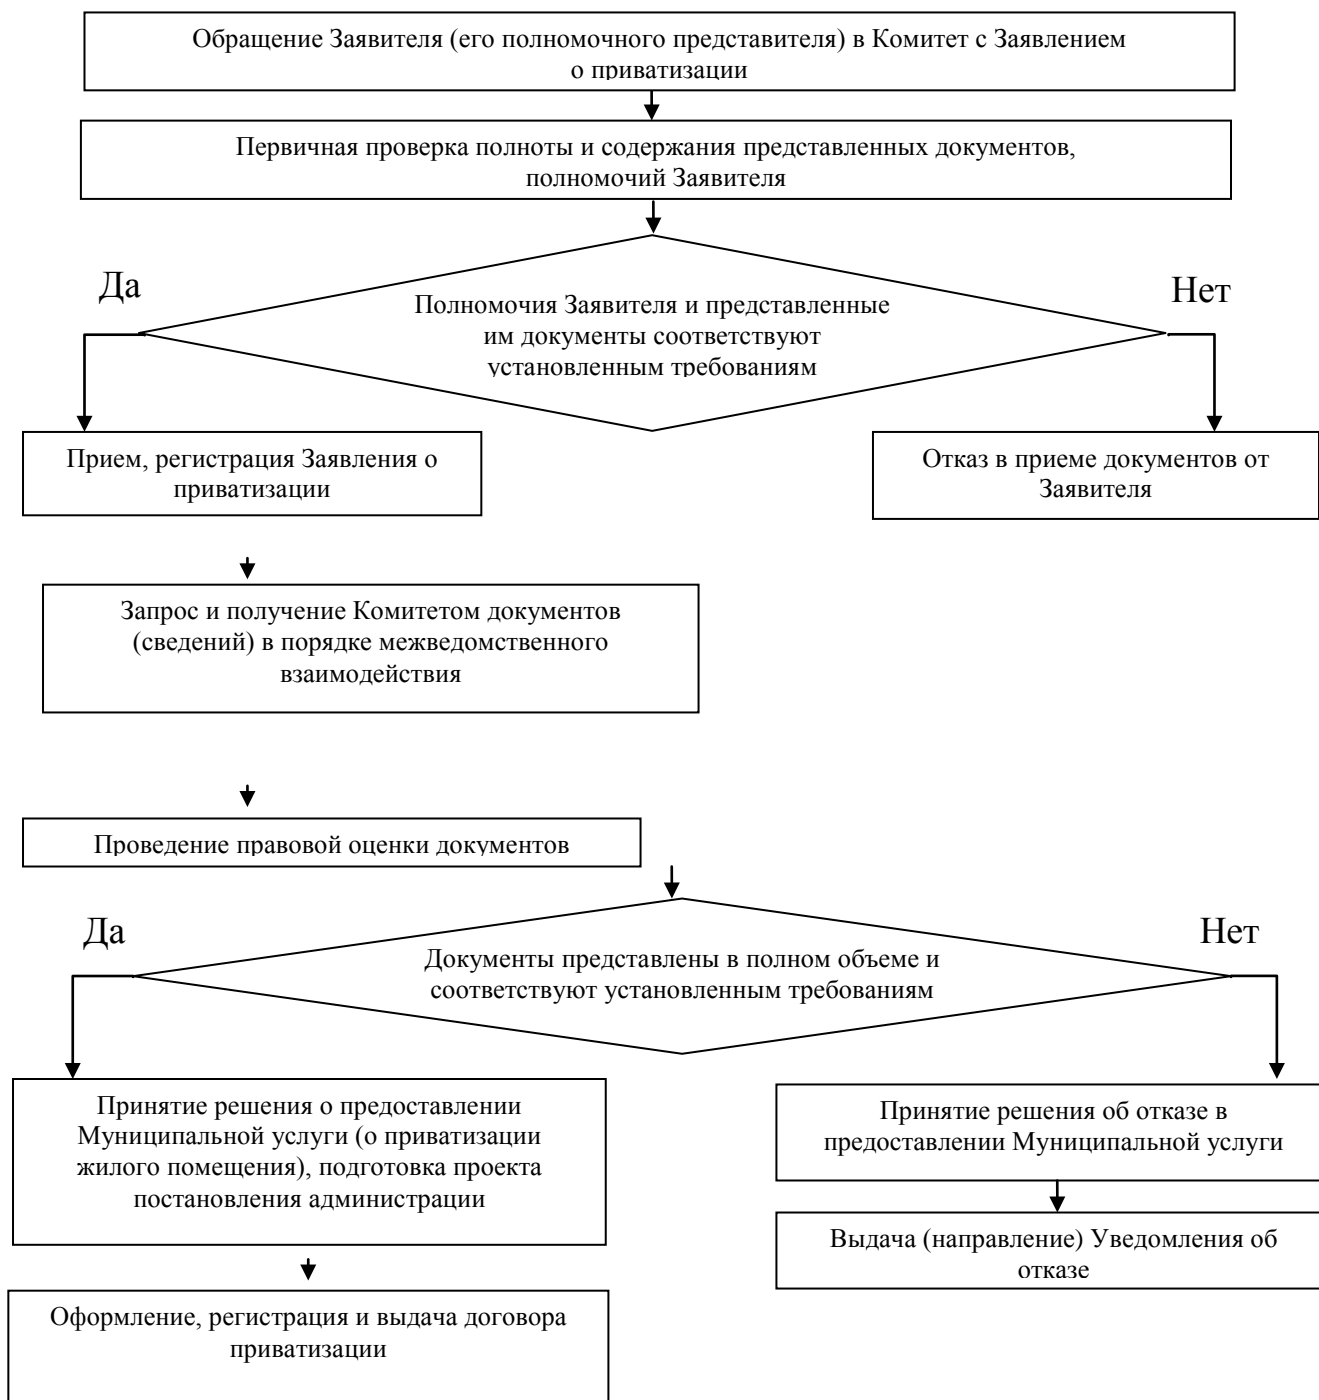 Обращение Заявителя (его полномочного представителя) в Комитет с Заявлением
о приватизации
Первичная проверка полноты и содержания представленных документов,
полномочий Заявителя
Да
Нет
Полномочия Заявителя и представленные
им документы соответствуют
установленным требованиям
Прием, регистрация Заявления о
приватизации
Отказ в приеме документов от
Заявителя
Запрос и получение Комитетом документов
(сведений) в порядке межведомственного
взаимодействия
Проведение правовой оценки документов
Да
Нет
Документы представлены в полном объеме и
соответствуют установленным требованиям
Принятие решения о предоставлении
Муниципальной услуги (о приватизации
жилого помещения), подготовка проекта
постановления администрации
Принятие решения об отказе в
предоставлении Муниципальной услуги
Выдача (направление) Уведомления об
отказе
Оформление, регистрация и выдача договора
приватизации